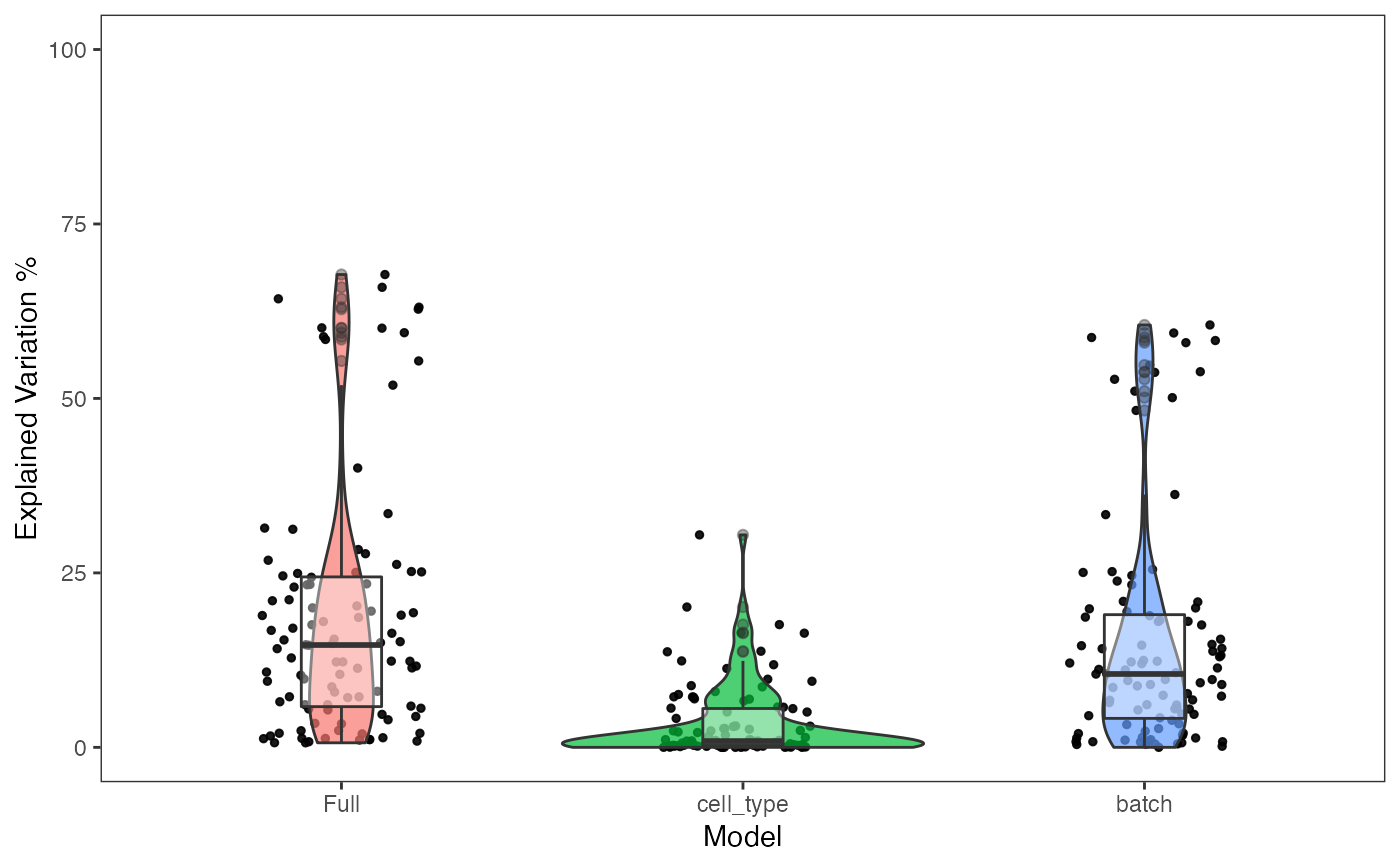 100
75
50
25
0
Explained Variation %
Full
cell_type
batch
Model